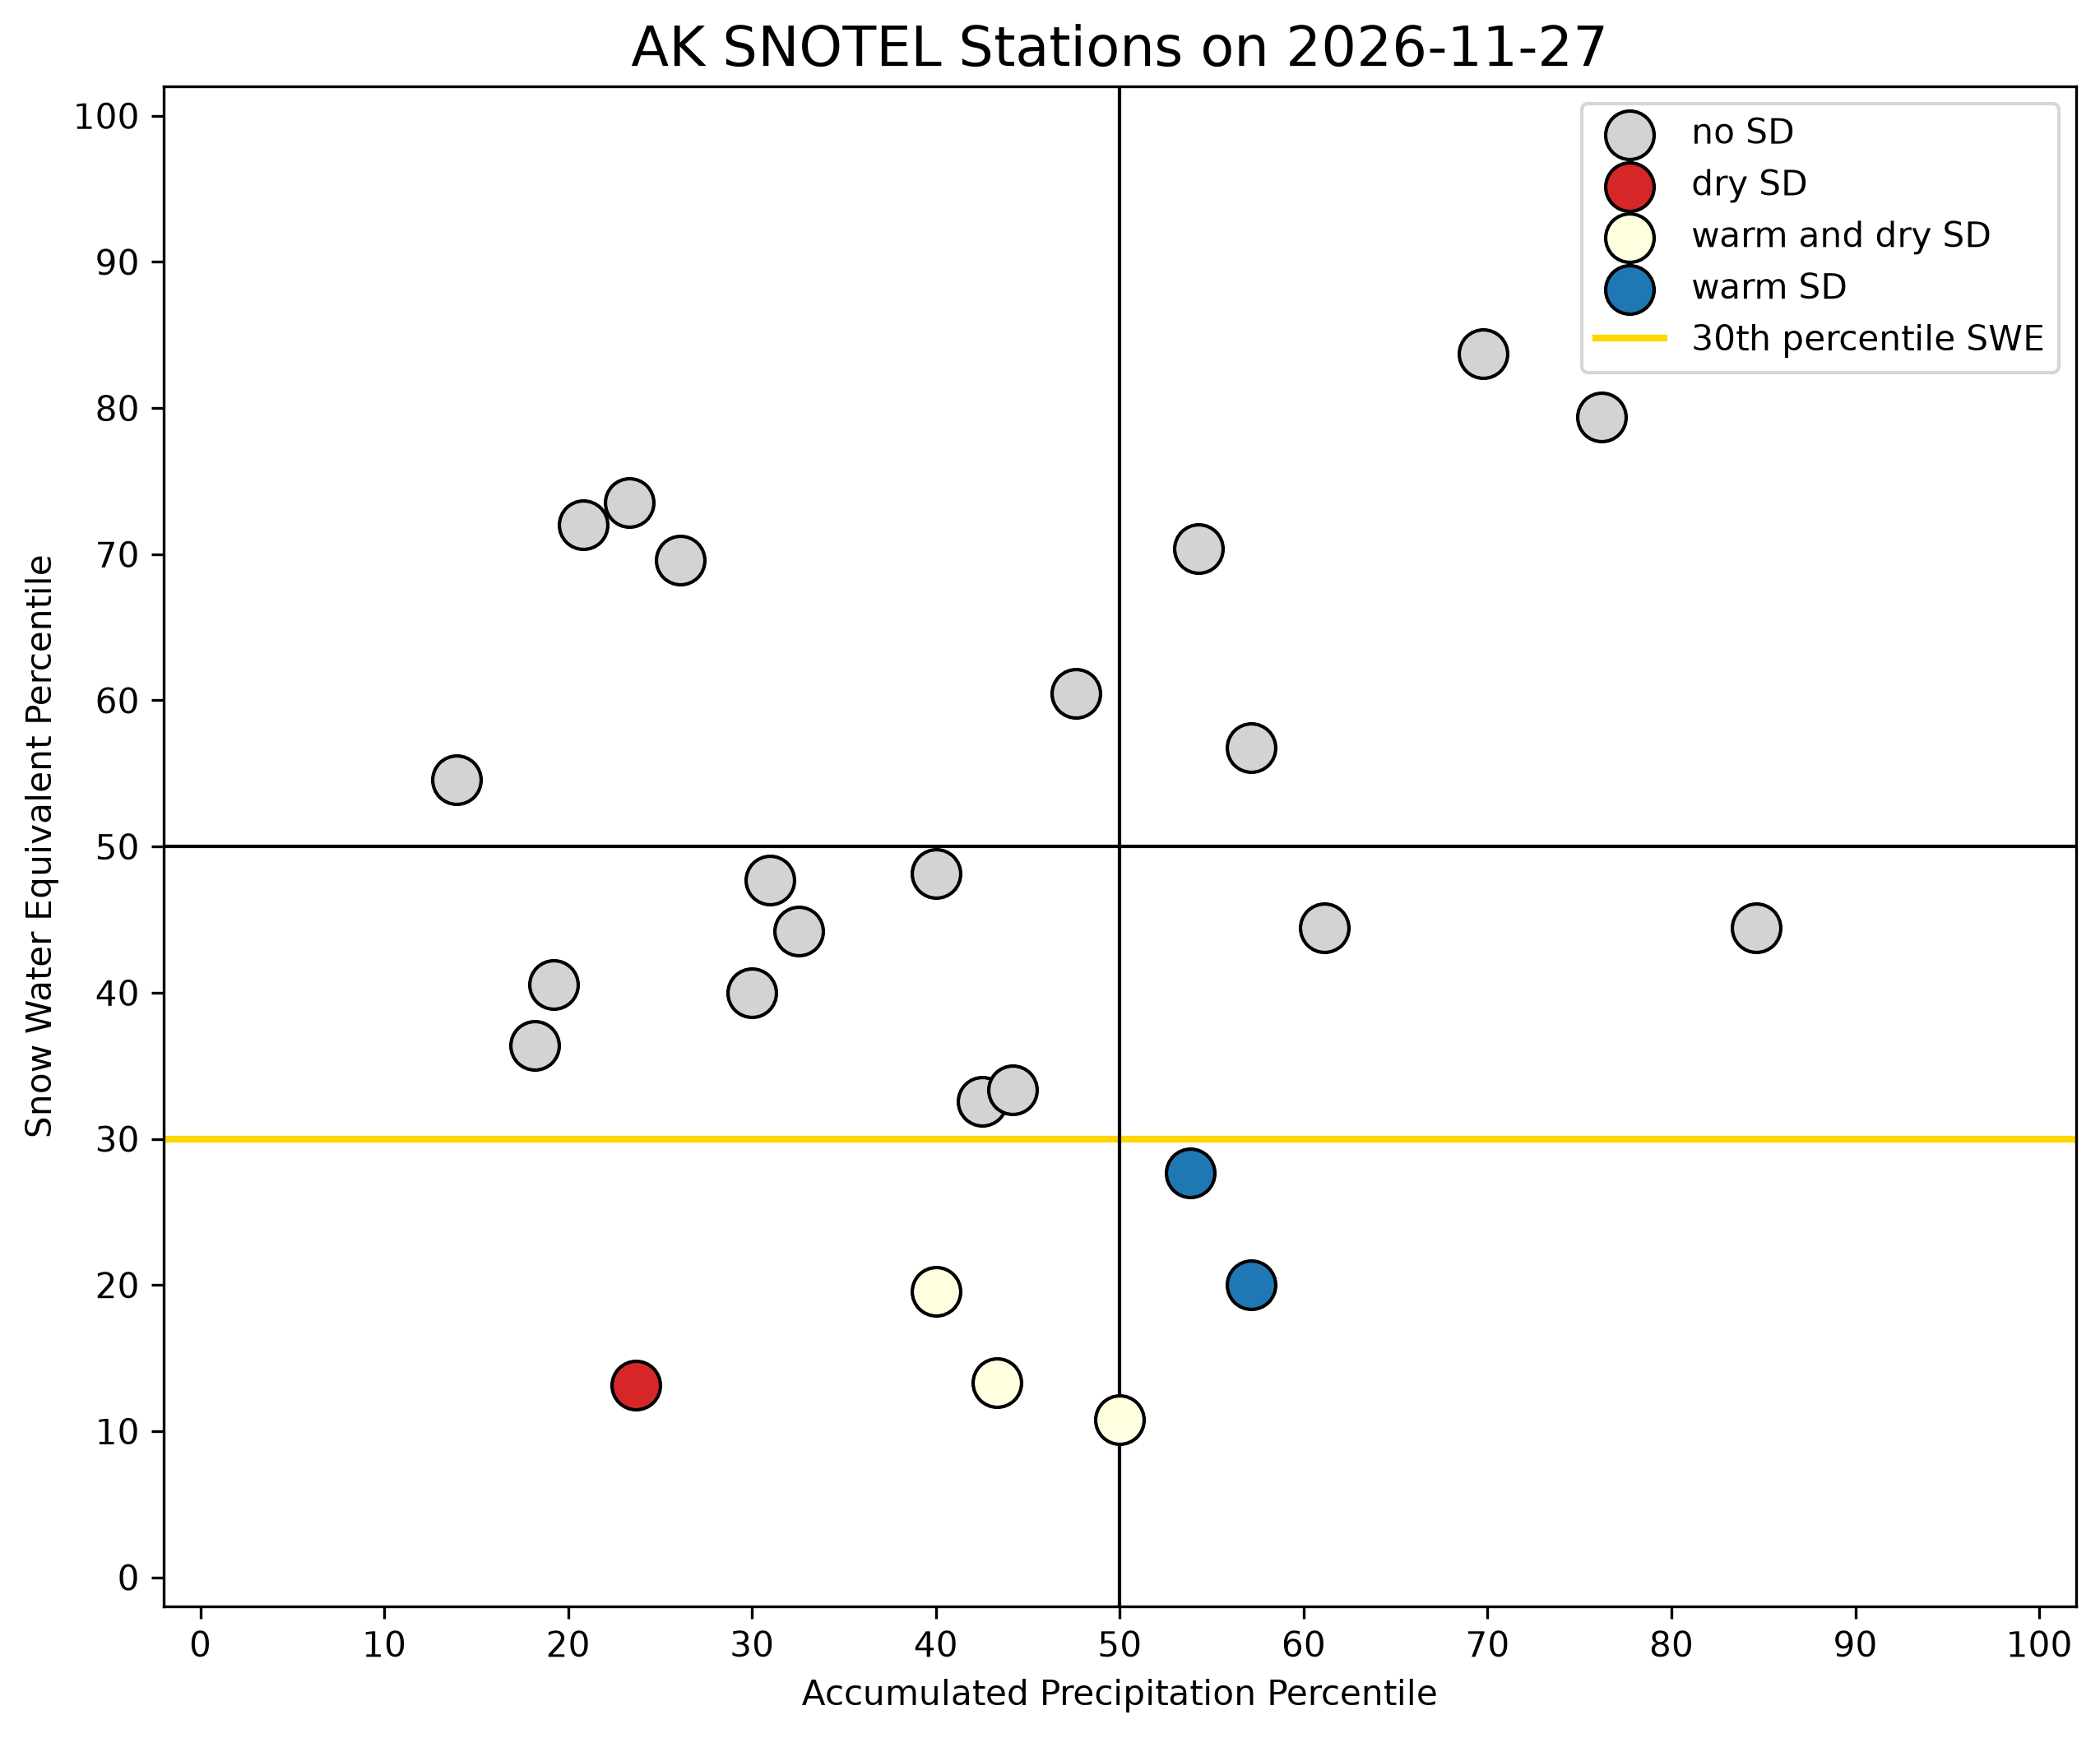 AK SNOTEL Stations on 2026-11-27
no SD
dry SD
warm and dry SD
warm SD
30th percentile SWE
Snow Water Equivalent Percentile
100
90
80
70
60
50
40
30
20
10
0
0 10 20 30 40 50 60 70 80 90 100
Accumulated Precipitation Percentile